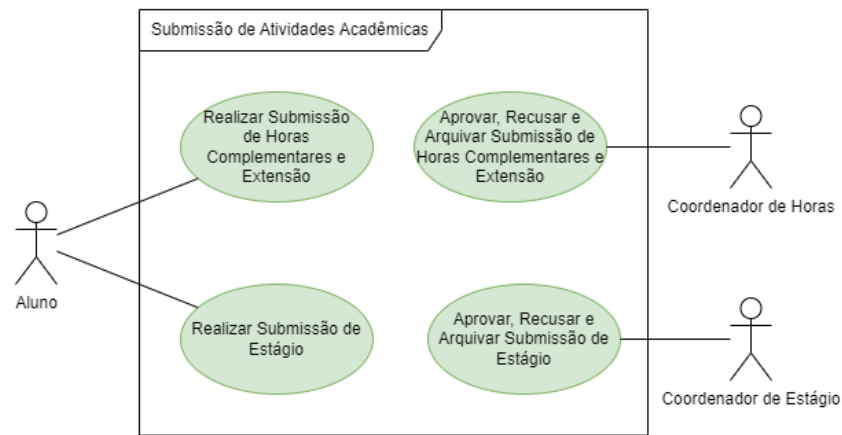 Submissão de Atividades Acadêmicas
Realizar Submissão
de Horas
Complementares e
Extensão
Aprovar, Recusar e
Arquivar Submissão de
Horas Complementares e
Extensão
Coordenador de Horas
Aluno
Realizar Submissão de
Estágio
Aprovar, Recusar e
Arquivar Submissão de
Estágio
Coordenador de Estágio